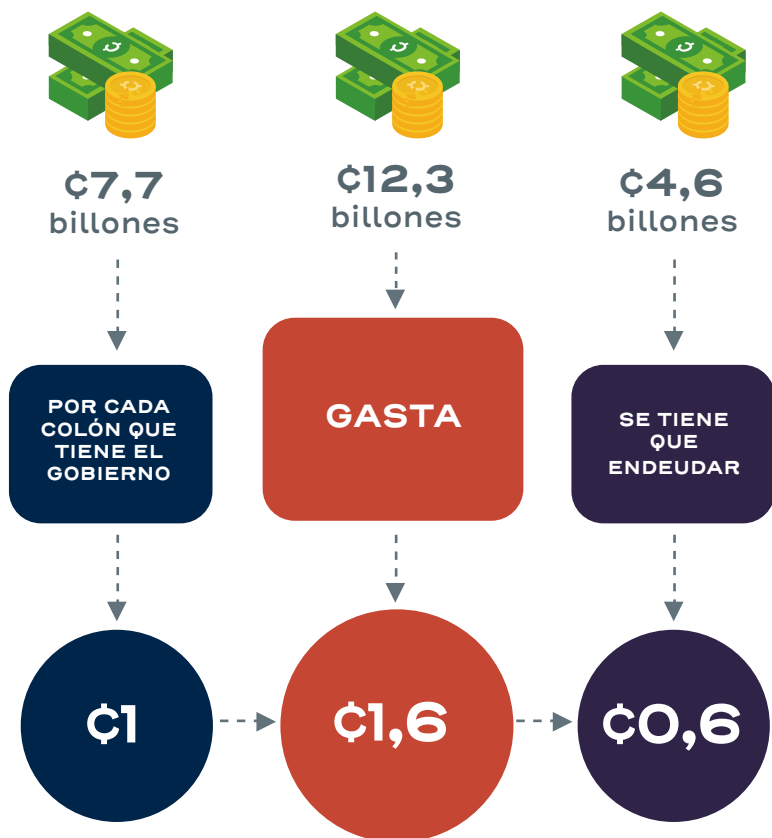 ₡7,7
billones
₡12,3
billones
₡4,6
billones
POR CADA
COLÓN QUE
TIENE EL
GOBIERNO
GASTA
SE TIENE
QUE
ENDEUDAR
₡1
₡1,6
₡0,6